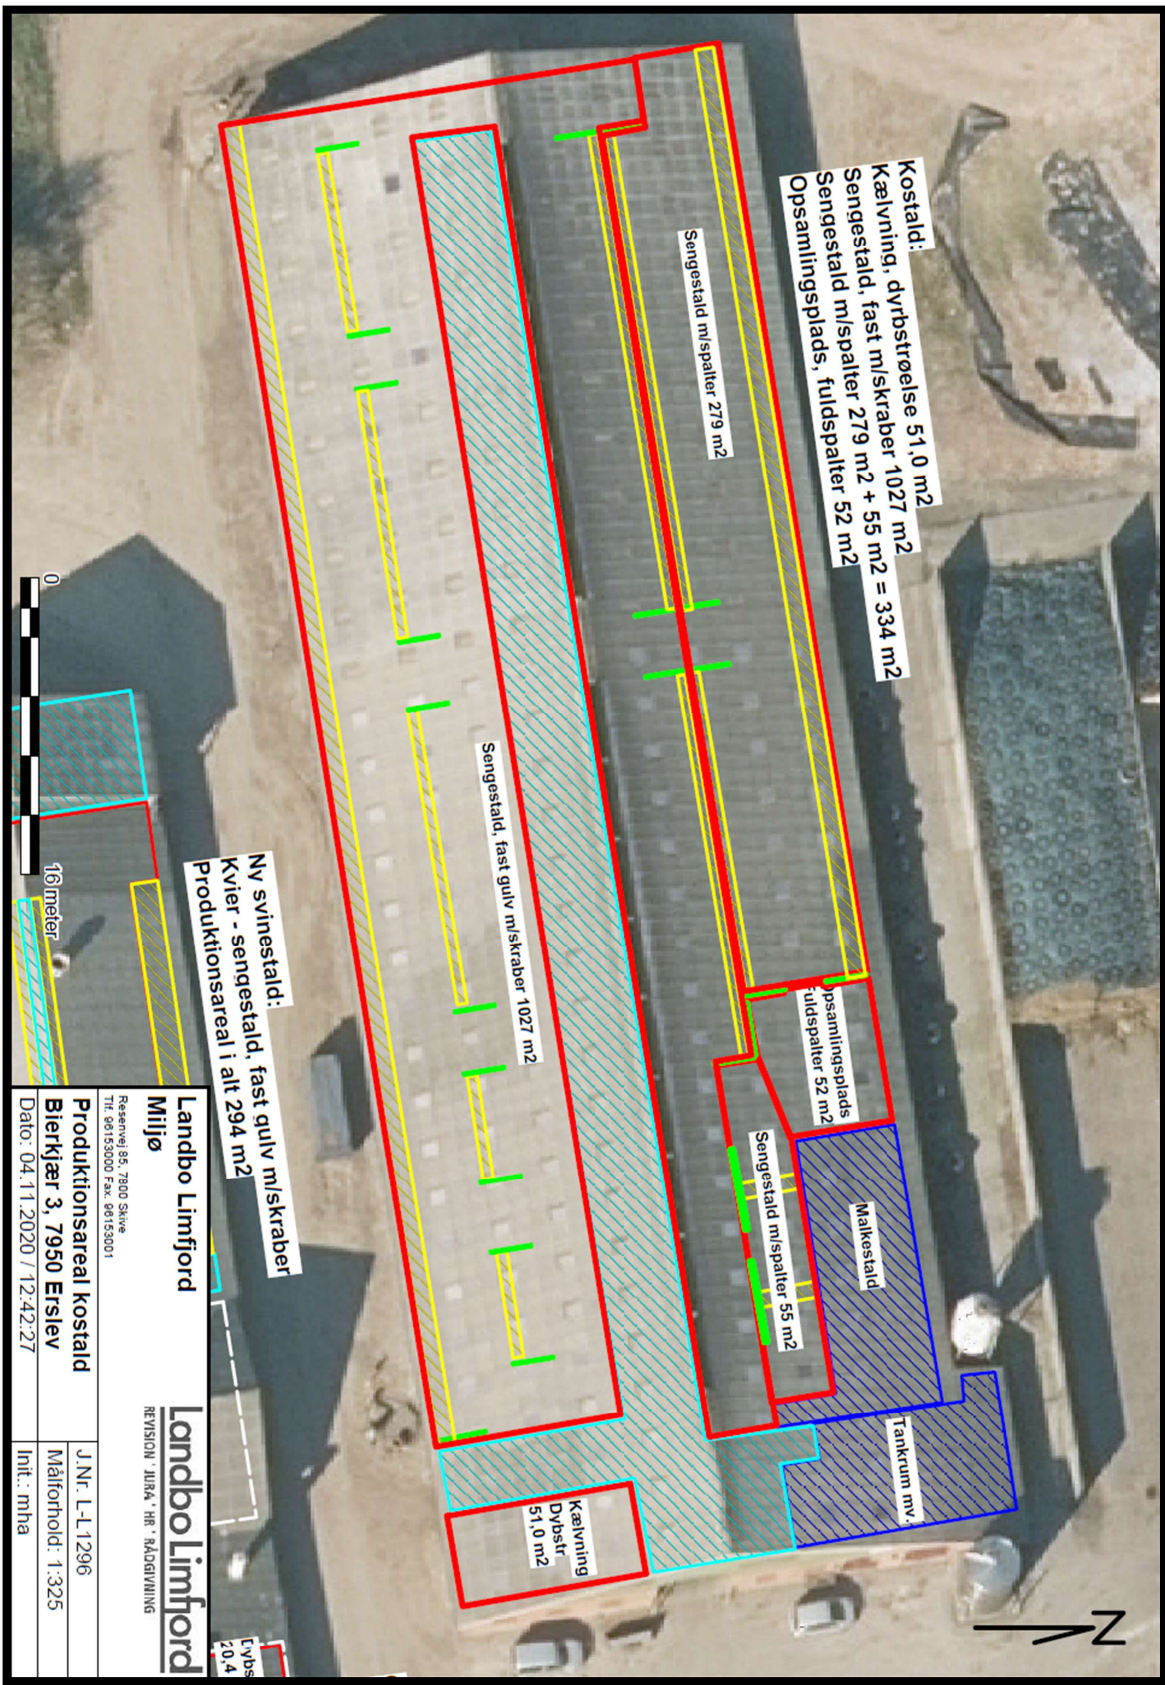 Kostald:
Kælvning, dyrbstrøelse 51,0 m2
Sengestald, fast m/skraber 1027 m2
Sengestald m/spalter 279 m2 + 55 m2 = 334 m2
Opsamlingsplads, fuldspalter 52 m2
Sengestald m/spalter 279 m2
Opsamlingsplads
Fuldspalter 52 m2
Malkestald
Tankrum mv.
Sengestald m/spalter 55 m2
Sengestald, fast gulv m/skraber 1027 m2
Kælvning
Dybstr
51,0 m2
Ny svinestald:
Kvier - sengestald, fast gulv m/skraber
Produktionsareal i alt 294 m2
0
16 meter
Dybs
20,4
N
Landbo Limfjord
Miljø
Resenvej 85, 7800 Skive
Tlf. 96153000 Fax. 96153001
LandboLimfjord
REVISION ' JURA ' HR ' RÅDGIVNING
Produktionsareal kostald
Bierkjær 3, 7950 Erslev
Dato: 04.11.2020 / 12:42:27
J.Nr. L-L1296
Målforhold: 1:325
Init.: mha